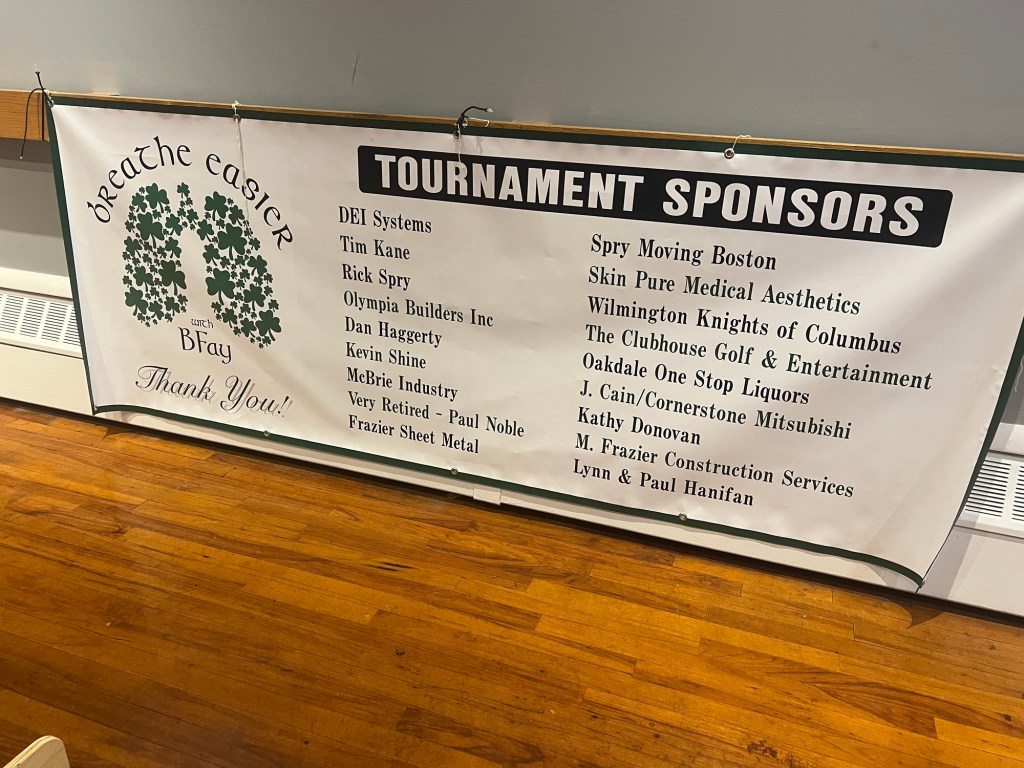 breathe easier
with
BFay
Thank You!!
TOURNAMENT SPONSORS
DEI Systems
Tim Kane
Rick Spry
Olympia Builders Inc
Dan Haggerty
Kevin Shine
McBrie Industry
Very Retired - Paul Noble
Frazier Sheet Metal
Spry Moving Boston
Skin Pure Medical Aesthetics
Wilmington Knights of Columbus
The Clubhouse Golf & Entertainment
Oakdale One Stop Liquors
J. Cain/Cornerstone Mitsubishi
Kathy Donovan
M. Frazier Construction Services
Lynn & Paul Hanifan